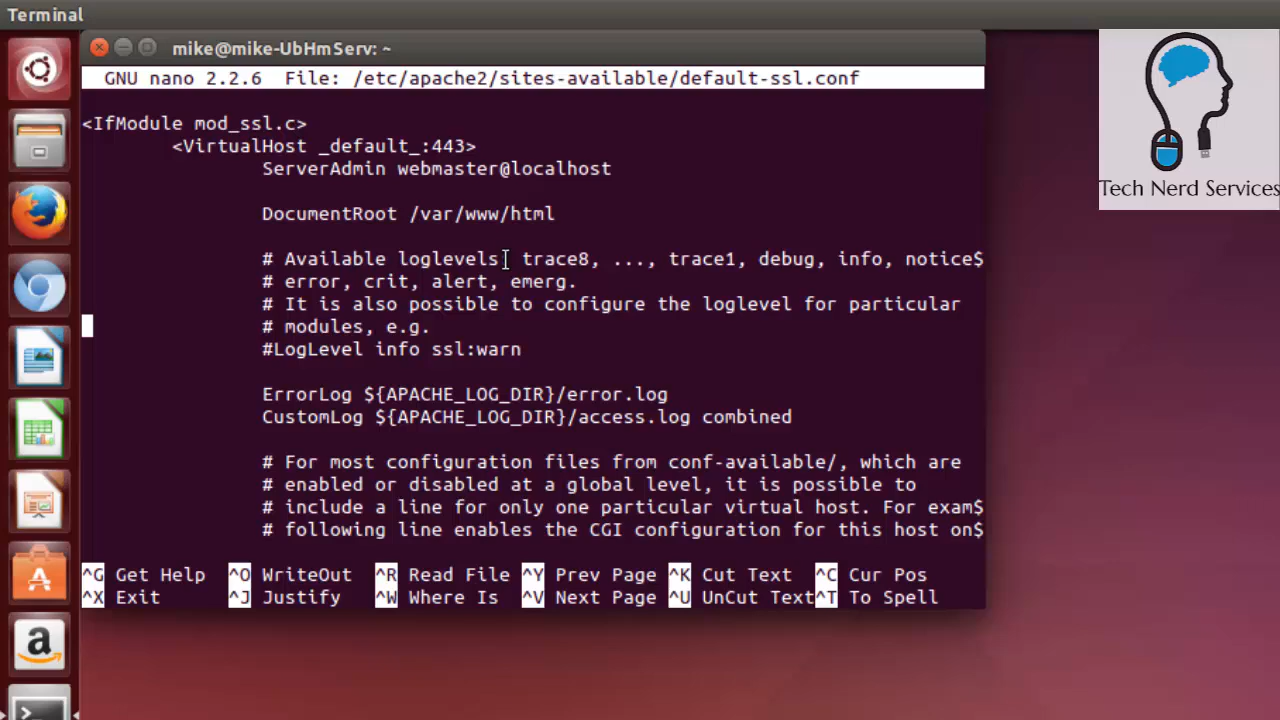 Terminal
mike@mike-UbHmServ: ~
GNU nano 2.2.6 File: /etc/apache2/sites-available/default-ssl.conf
<IfModule mod_ssl.c>
<VirtualHost _default_:443>
ServerAdmin webmaster@localhost
DocumentRoot /var/www/html
# Available loglevels: trace8, ..., trace1, debug, info, notice$
# error, crit, alert, emerg.
# It is also possible to configure the loglevel for particular
# modules, e.g.
#LogLevel info ssl:warn
ErrorLog ${APACHE_LOG_DIR}/error.log
CustomLog ${APACHE_LOG_DIR}/access.log combined
# For most configuration files from conf-available/, which are
# enabled or disabled at a global level, it is possible to
# include a line for only one particular virtual host. For exam$
# following line enables the CGI configuration for this host on$
^G Get Help ^O WriteOut ^R Read File ^Y Prev Page ^K Cut Text ^C Cur Pos
^X Exit ^J Justify ^W Where Is ^V Next Page ^U UnCut Text ^T To Spell
Tech Nerd Services